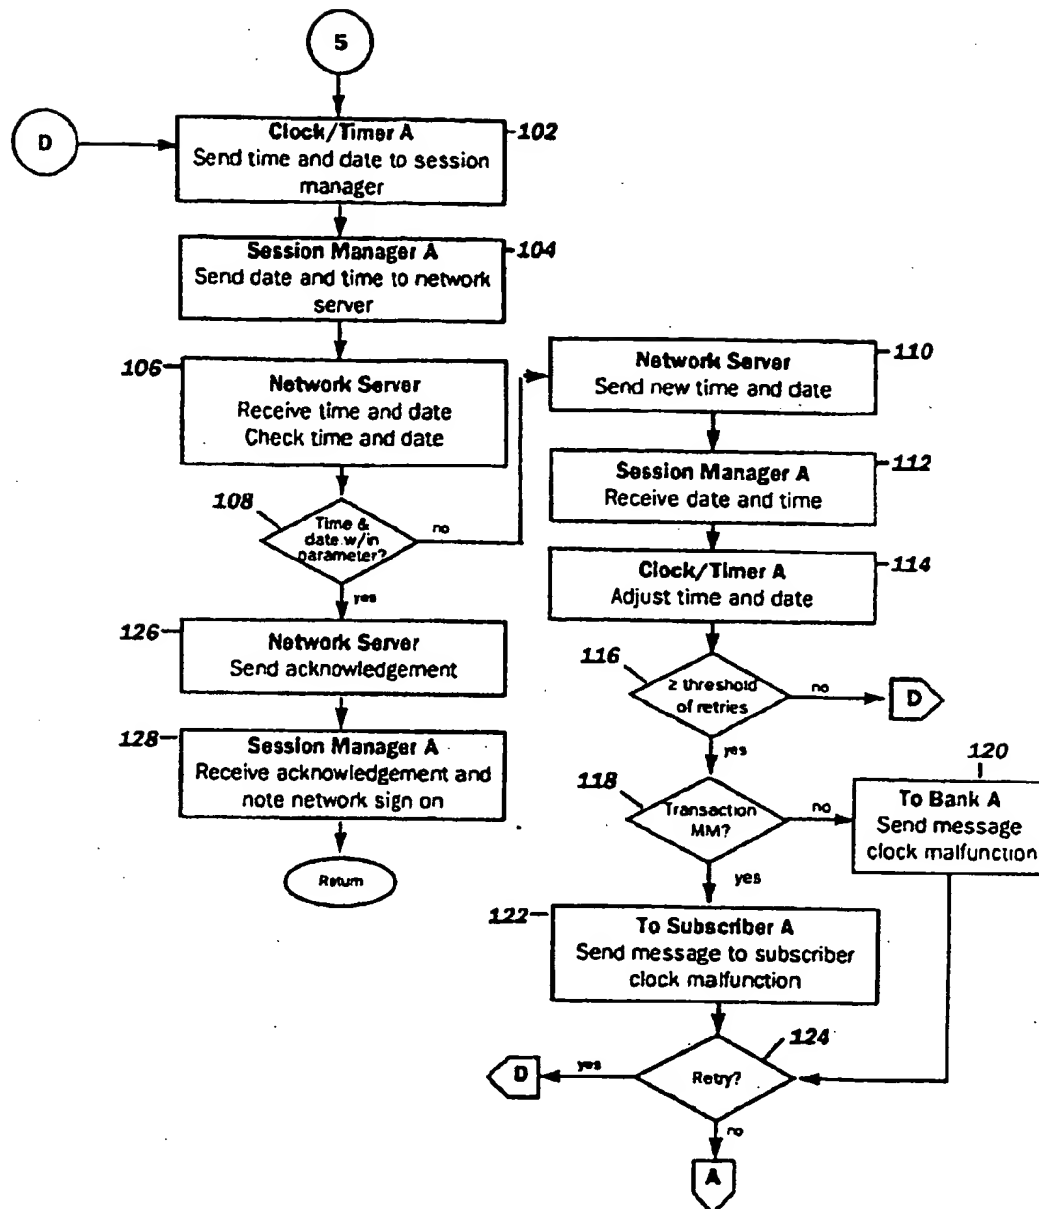 5
D
Clock/Timer A
Send time and date to session
manager
102
Session Manager A
Send date and time to network
server
104
106
Network Server
Receive time and date
Check time and date
108
Time &
date w/in
parameter?
no
yes
126
Network Server
Send acknowledgement
128
Session Manager A
Receive acknowledgement and
note network sign on
Return
Network Server
Send new time and date
110
Session Manager A
Receive date and time
112
Clock/Timer A
Adjust time and date
114
116
≥ threshold
of retries
no
D
yes
118
Transaction
MM?
no
yes
120
To Bank A
Send message
clock malfunction
122
To Subscriber A
Send message to subscriber
clock malfunction
124
Retry?
yes
D
no
A